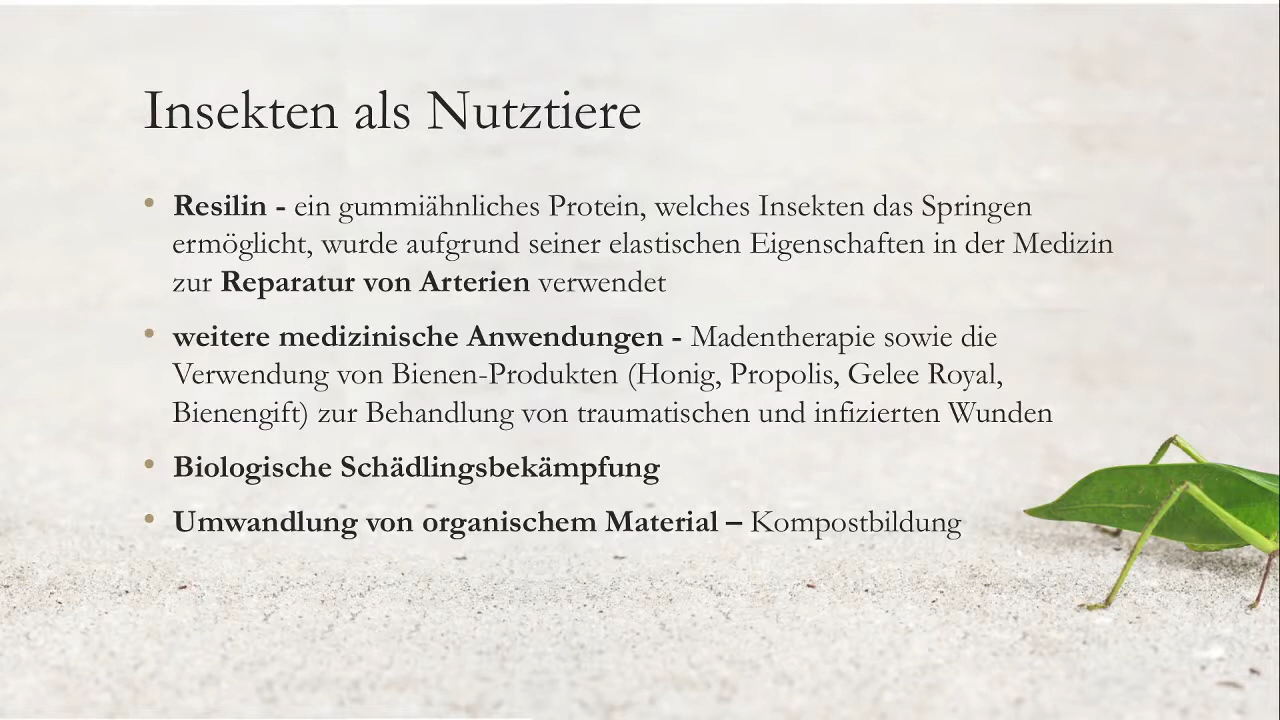 Insekten als Nutztiere
• Resilin - ein gummiähnliches Protein, welches Insekten das Springen
ermöglicht, wurde aufgrund seiner elastischen Eigenschaften in der Medizin
zur Reparatur von Arterien verwendet
• weitere medizinische Anwendungen - Madentherapie sowie die
Verwendung von Bienen-Produkten (Honig, Propolis, Gelee Royal,
Bienengift) zur Behandlung von traumatischen und infizierten Wunden
• Biologische Schädlingsbekämpfung
• Umwandlung von organischem Material – Kompostbildung